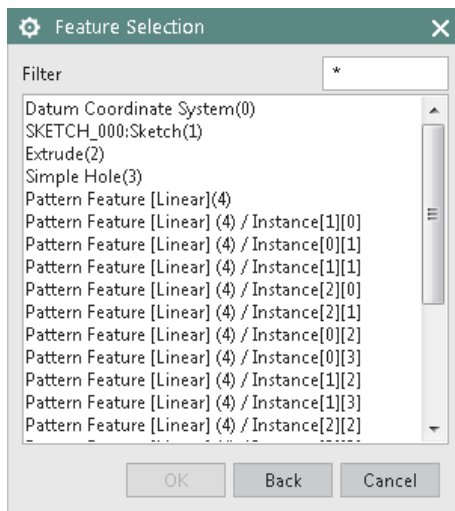 Feature Selection
Filter
*
Datum Coordinate System(0)
SKETCH_000:Sketch(1)
Extrude(2)
Simple Hole(3)
Pattern Feature [Linear](4)
Pattern Feature [Linear] (4) / Instance[1][0]
Pattern Feature [Linear] (4) / Instance[0][1]
Pattern Feature [Linear] (4) / Instance[1][1]
Pattern Feature [Linear] (4) / Instance[2][0]
Pattern Feature [Linear] (4) / Instance[2][1]
Pattern Feature [Linear] (4) / Instance[0][2]
Pattern Feature [Linear] (4) / Instance[0][3]
Pattern Feature [Linear] (4) / Instance[1][2]
Pattern Feature [Linear] (4) / Instance[1][3]
Pattern Feature [Linear] (4) / Instance[2][2]
OK
Back
Cancel